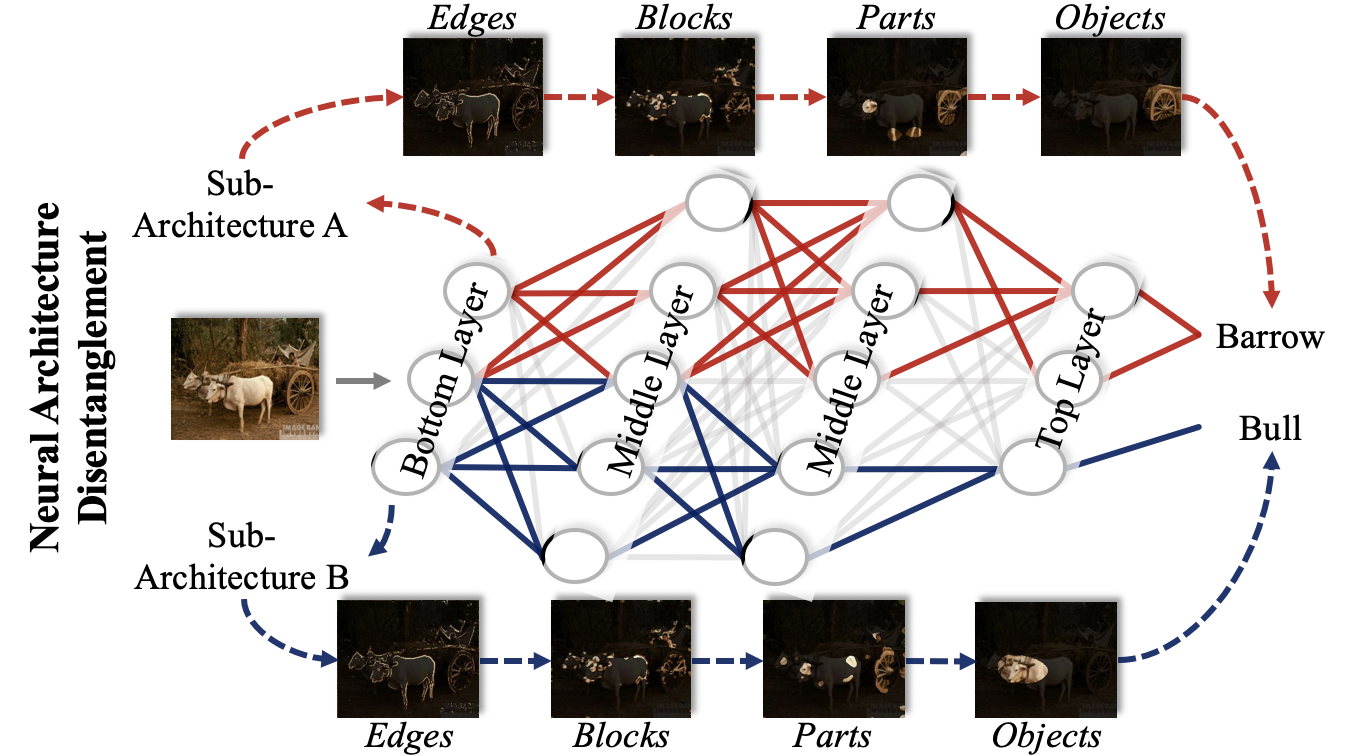 Edges
Blocks
Parts
Objects
Sub-
Architecture A
Neural Architecture
Disentanglement
Bottom Layer
Middle Layer
Middle Layer
Top Layer
Barrow
Bull
Sub-
Architecture B
Edges
Blocks
Parts
Objects